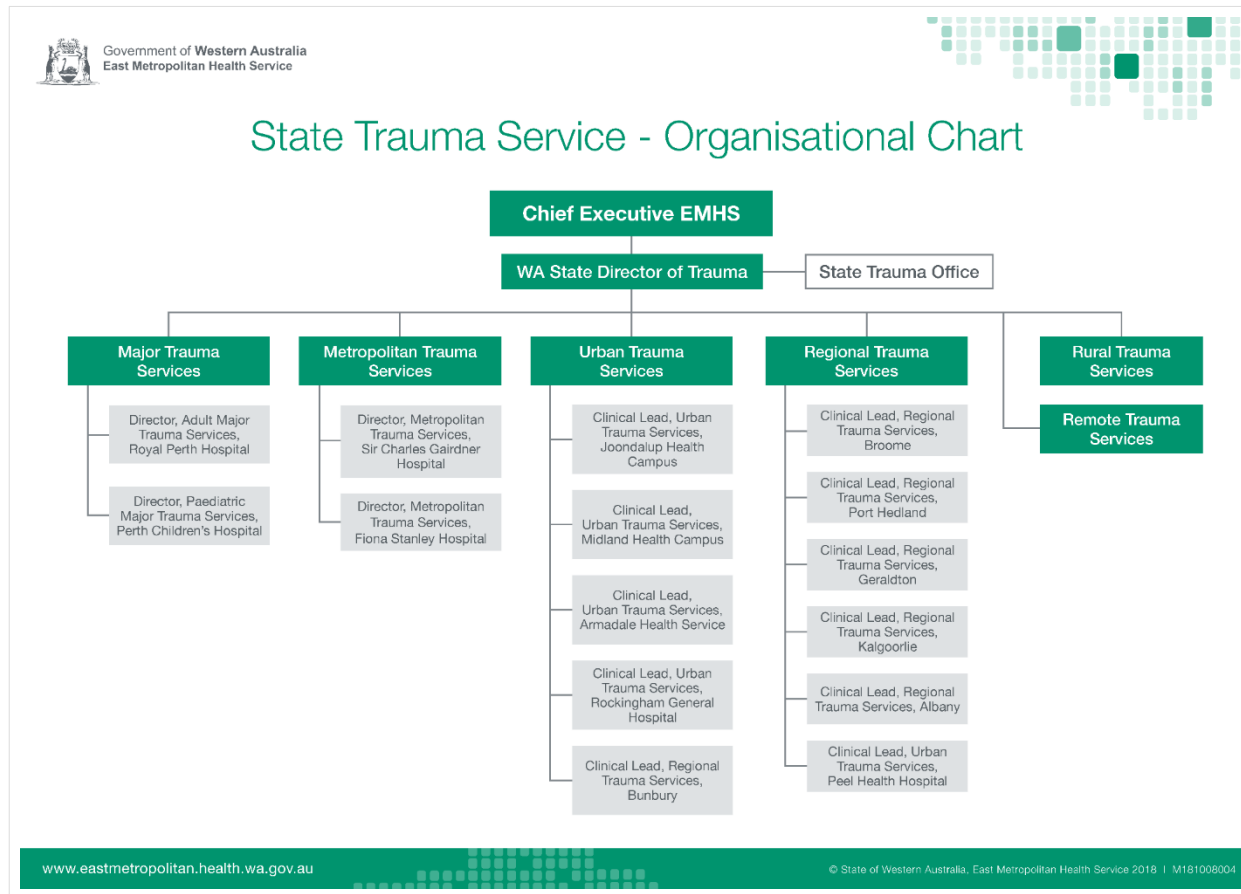 Government of Western Australia
East Metropolitan Health Service
State Trauma Service - Organisational Chart
Chief Executive EMHS
WA State Director of Trauma
State Trauma Office
Major Trauma
Services
Director, Adult Major
Trauma Services,
Royal Perth Hospital
Director, Paediatric
Major Trauma Services,
Perth Children's Hospital
Metropolitan Trauma
Services
Director, Metropolitan
Trauma Services,
Sir Charles Gairdner
Hospital
Director, Metropolitan
Trauma Services,
Fiona Stanley Hospital
Urban Trauma
Services
Clinical Lead, Urban
Trauma Services,
Joondalup Health
Campus
Clinical Lead,
Urban Trauma Services,
Midland Health Campus
Clinical Lead,
Urban Trauma Services,
Armadale Health Service
Clinical Lead, Urban
Trauma Services,
Rockingham General
Hospital
Clinical Lead, Regional
Trauma Services,
Bunbury
Regional Trauma
Services
Clinical Lead, Regional
Trauma Services,
Broome
Clinical Lead, Regional
Trauma Services,
Port Hedland
Clinical Lead, Regional
Trauma Services,
Geraldton
Clinical Lead, Regional
Trauma Services,
Kalgoorlie
Clinical Lead, Regional
Trauma Services, Albany
Clinical Lead, Urban
Trauma Services,
Peel Health Hospital
Rural Trauma
Services
Remote Trauma
Services
www.eastmetropolitan.health.wa.gov.au
© State of Western Australia, East Metropolitan Health Service 2018 | M181008004